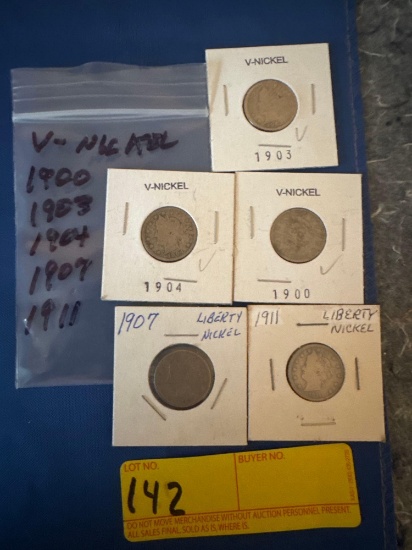 V-NICKEL
1903
V-NICKEL
1900
1903
1904
1907
1911
V-NICKEL
1904
V-NICKEL
1900
1907 LIBERTY
NICKEL
1911 LIBERTY
NICKEL
LOT NO.
142
BUYER NO.
DO NOT MOVE MERCHANDISE WITHOUT AUCTION PERSONNEL PRESENT.
ALL SALES FINAL, SOLD AS IS, WHERE IS.